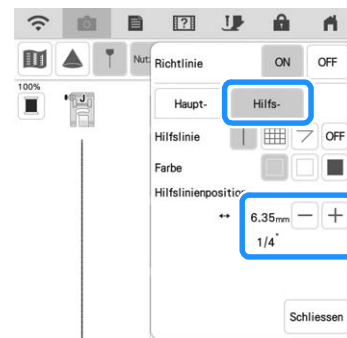 [?]
Nut
Richtlinie ON OFF
100%
J
Haupt- Hilfs-
Hilfslinie OFF
Farbe
Hilfslinienposition
6.35mm − +
1/4"
Schliessen